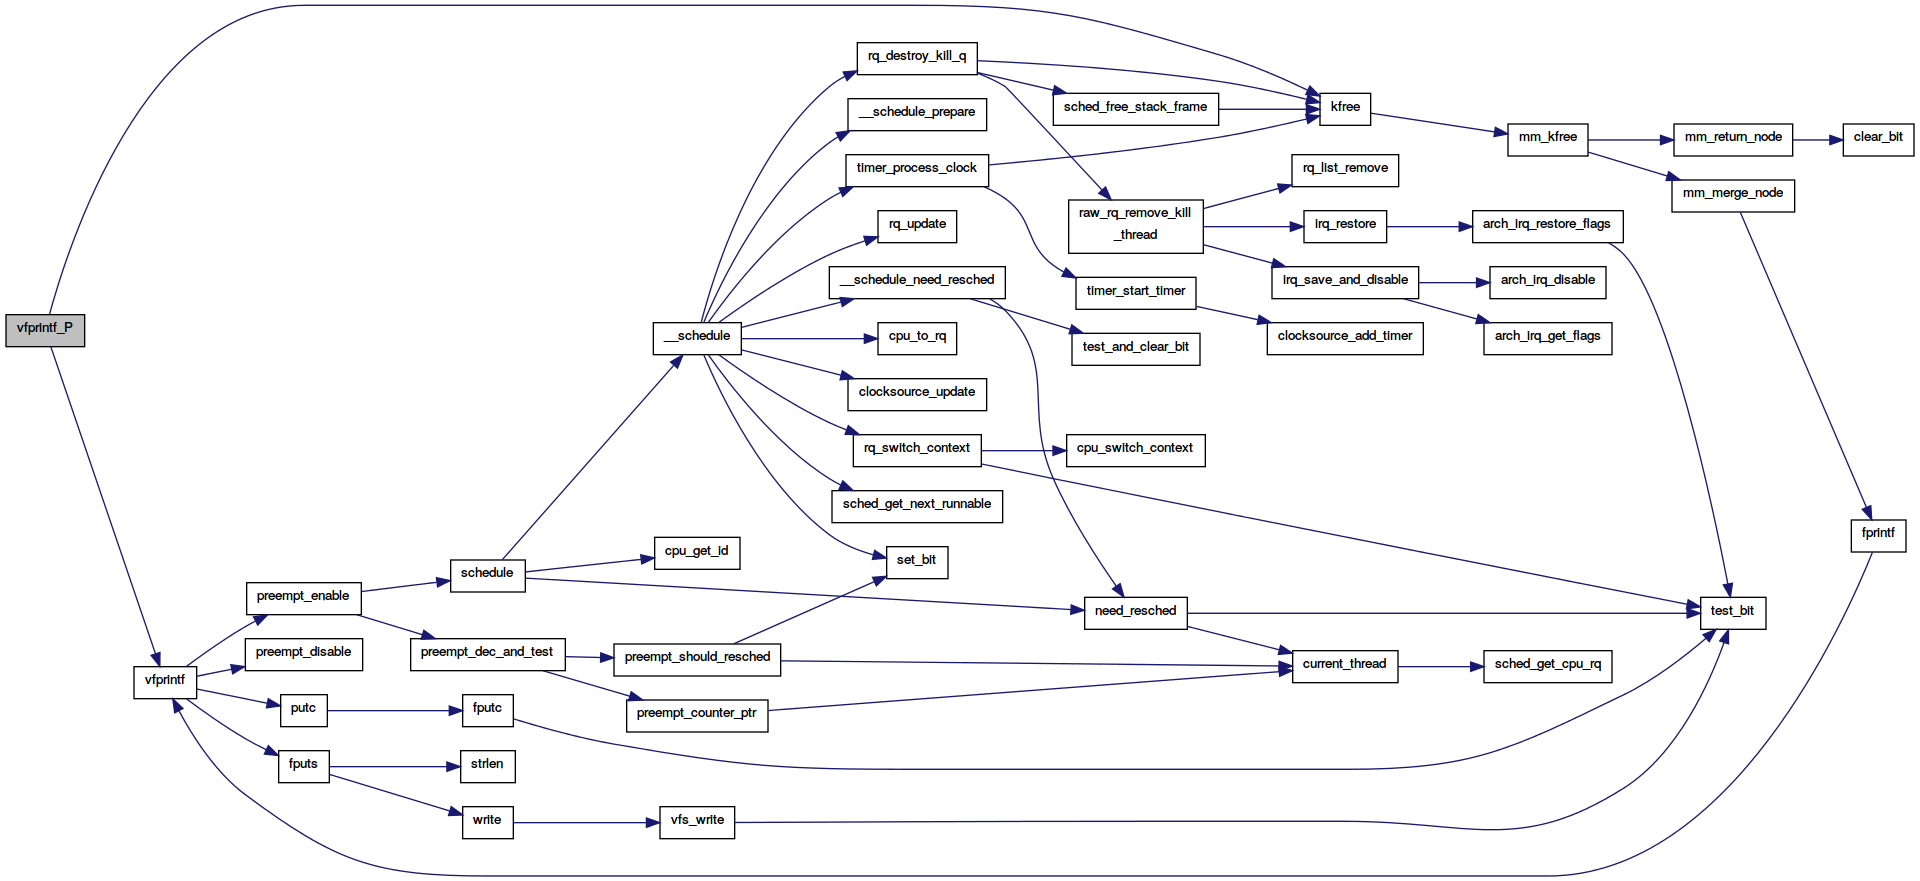 vfprintf_P
vfprintf
preempt_enable
preempt_disable
putc
fputs
schedule
preempt_dec_and_test
fputc
strlen
write
__schedule
cpu_get_id
preempt_should_resched
preempt_counter_ptr
vfs_write
rq_destroy_kill_q
__schedule_prepare
timer_process_clock
rq_update
__schedule_need_resched
cpu_to_rq
clocksource_update
rq_switch_context
sched_get_next_runnable
set_bit
sched_free_stack_frame
raw_rq_remove_kill
_thread
timer_start_timer
test_and_clear_bit
cpu_switch_context
need_resched
kfree
rq_list_remove
irq_restore
irq_save_and_disable
clocksource_add_timer
current_thread
mm_kfree
arch_irq_restore_flags
arch_irq_disable
arch_irq_get_flags
sched_get_cpu_rq
mm_return_node
mm_merge_node
test_bit
clear_bit
fprintf